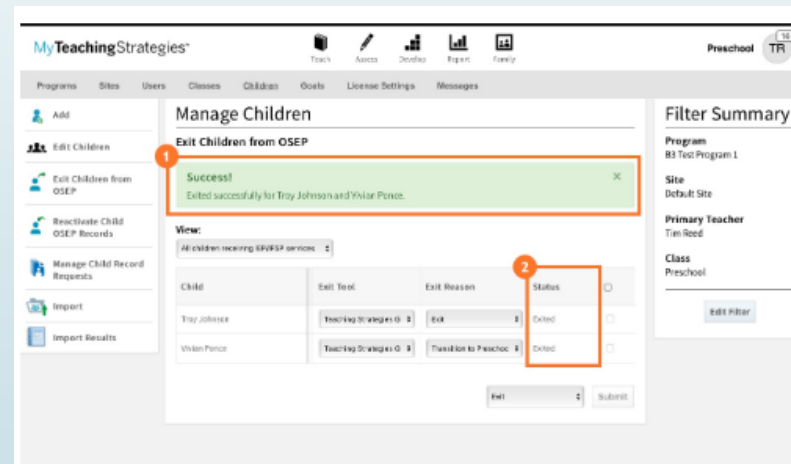 MyTeachingStrategies
Teach Assess Develop Report Family
Preschool TR 16
Programs Sites Users Classes Children Goals License Settings Messages
Add
Edit Children
Exit Children from
OSEP
Reactivate Child
OSEP Records
Manage Child Record
Requests
Import
Import Results
Manage Children
Exit Children from OSEP
1
Success!
×
Exited successfully for Troy Johnson and Vivian Ponce.
View:
All children receiving IEP/IFSP services
2
Child Exit Tool Exit Reason Status
Troy Johnson Teaching Strategies G Exit Exited
Vivian Ponce Teaching Strategies G Transition to Preschoo Exited
Exit Submit
Filter Summary
Program
B3 Test Program 1
Site
Default Site
Primary Teacher
Tim Reed
Class
Preschool
Edit Filter